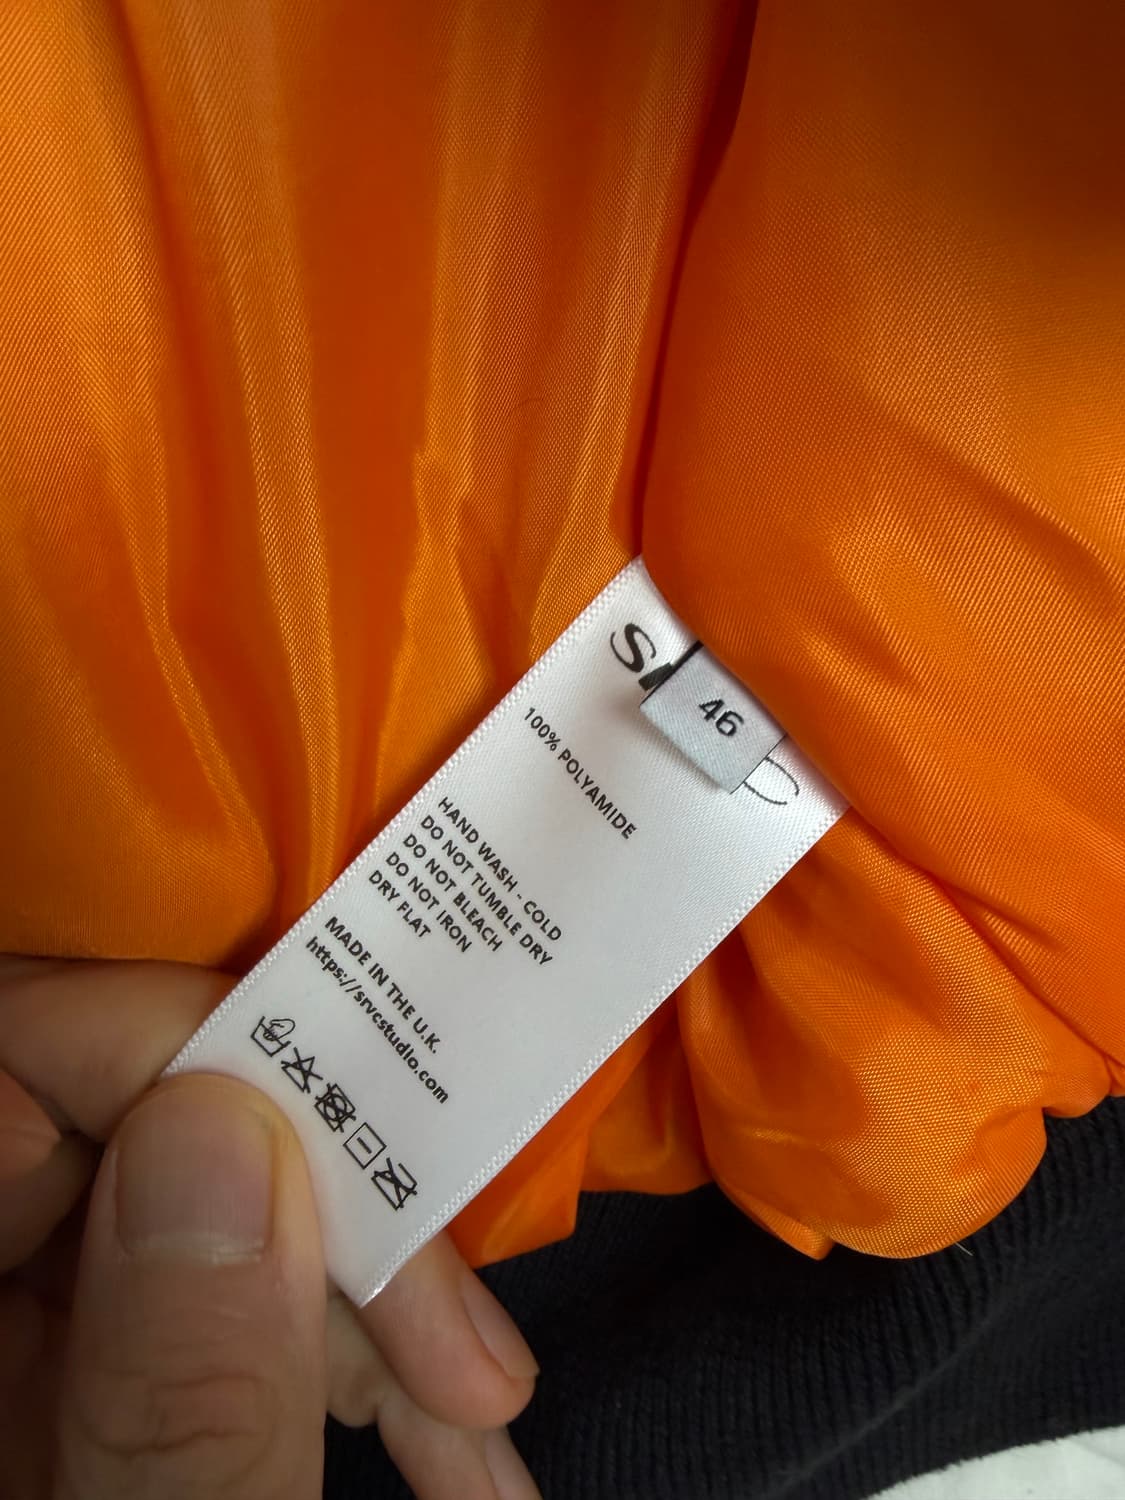 46
100% POLYAMIDE
HAND WASH - COLD
DO NOT TUMBLE DRY
DO NOT BLEACH
DO NOT IRON
DRY FLAT
MADE IN THE U.K.
https://srvcstudio.com